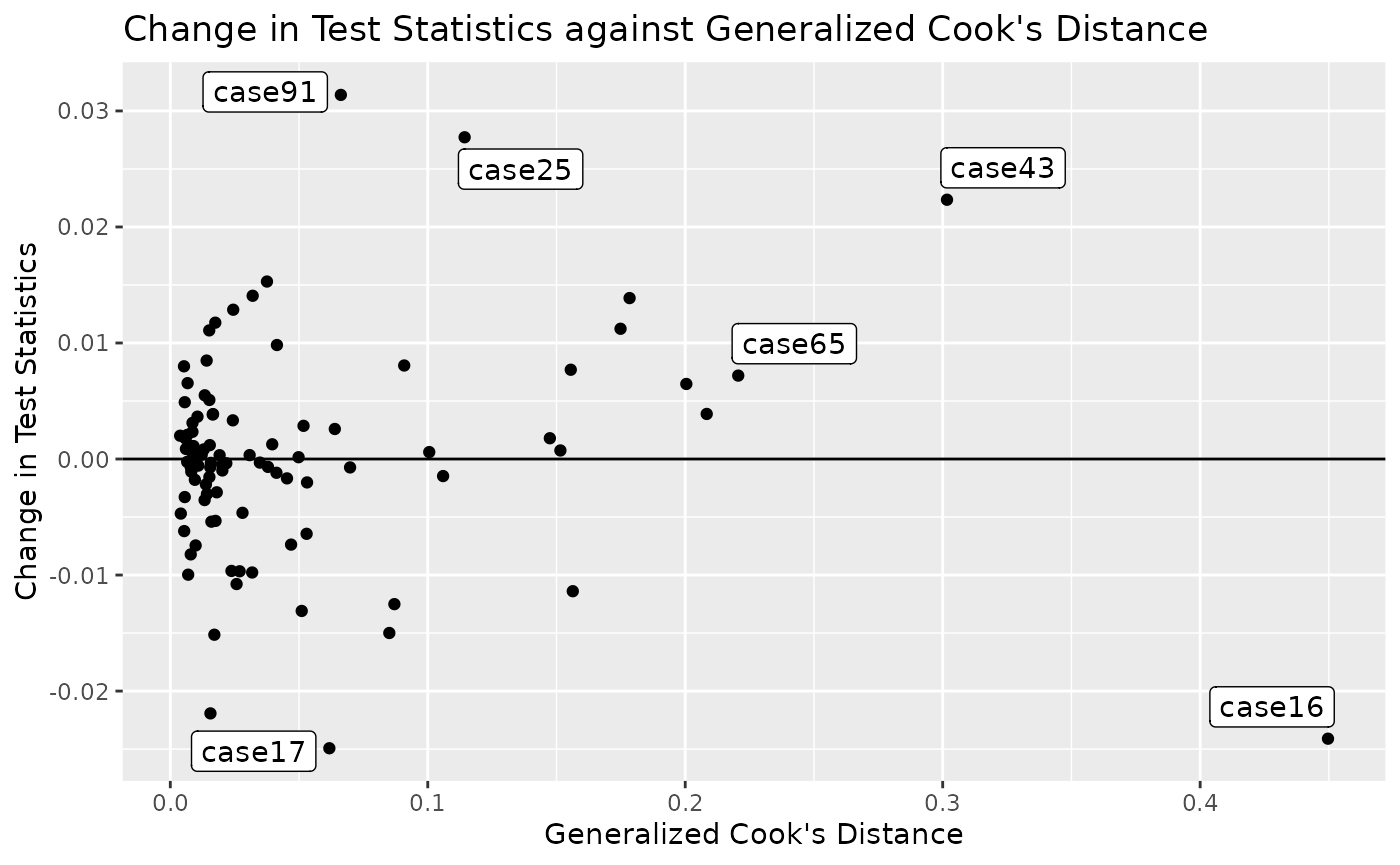 Change in Test Statistics against Generalized Cook's Distance
case91
case25
case43
case65
case16
case17
0.03
0.02
0.01
0.00
-0.01
-0.02
Change in Test Statistics
0.0 0.1 0.2 0.3 0.4
Generalized Cook's Distance